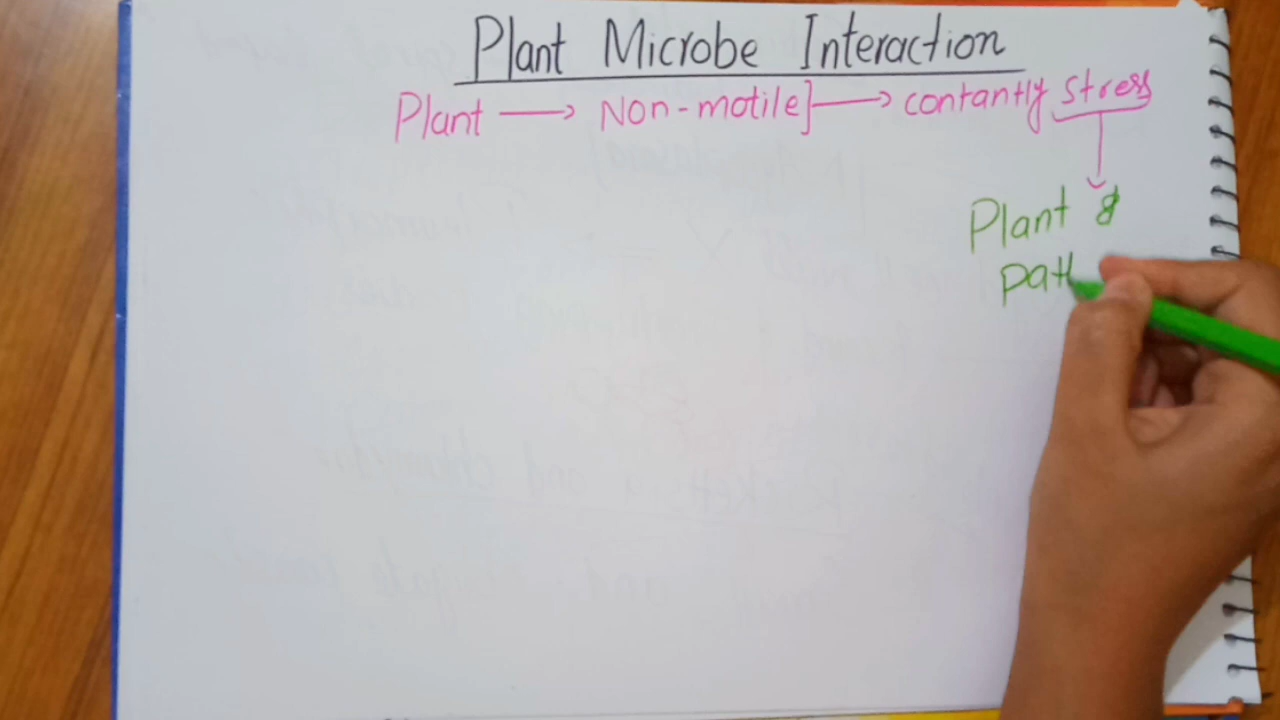 Plant Microbe Interaction
Plant → Non-motile] → contantly stress
Plant &
path